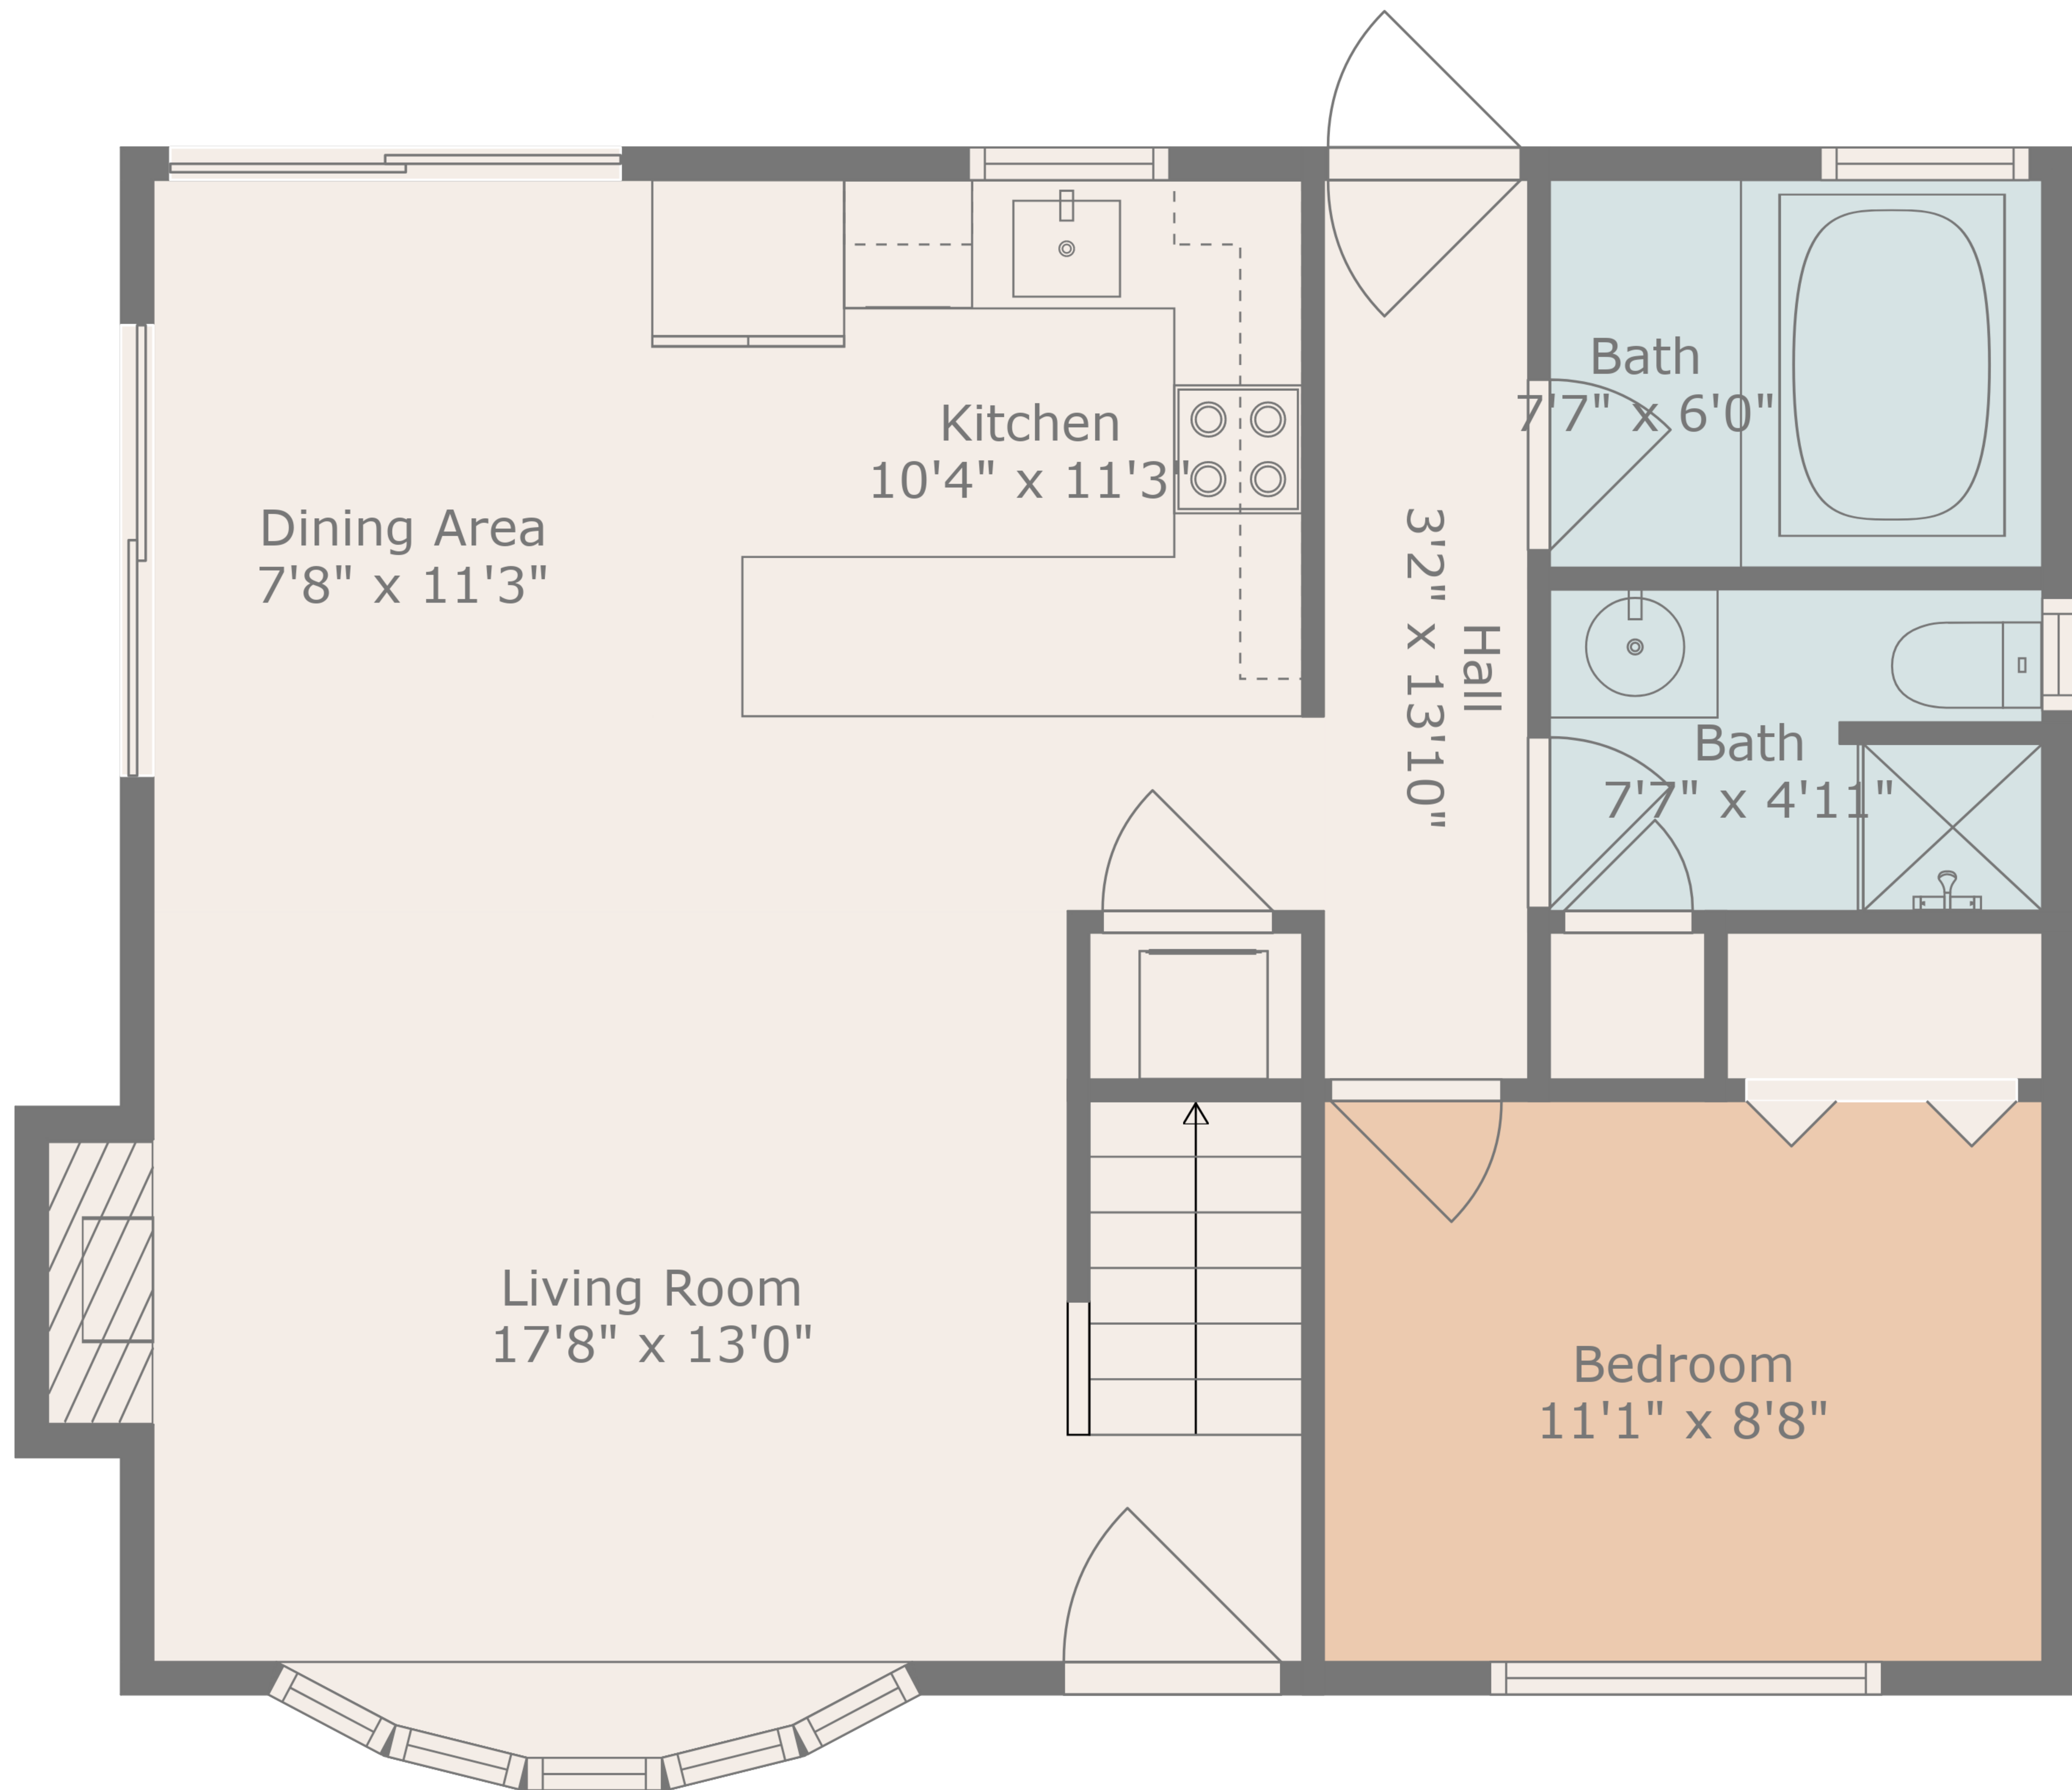 Bath
7'7" x 6'0"
Kitchen
10'4" x 11'3"
Dining Area
7'8" x 11'3"
Hall
3'2" x 13'10"
Bath
7'7" x 4'11"
Living Room
17'8" x 13'0"
Bedroom
11'1" x 8'8"